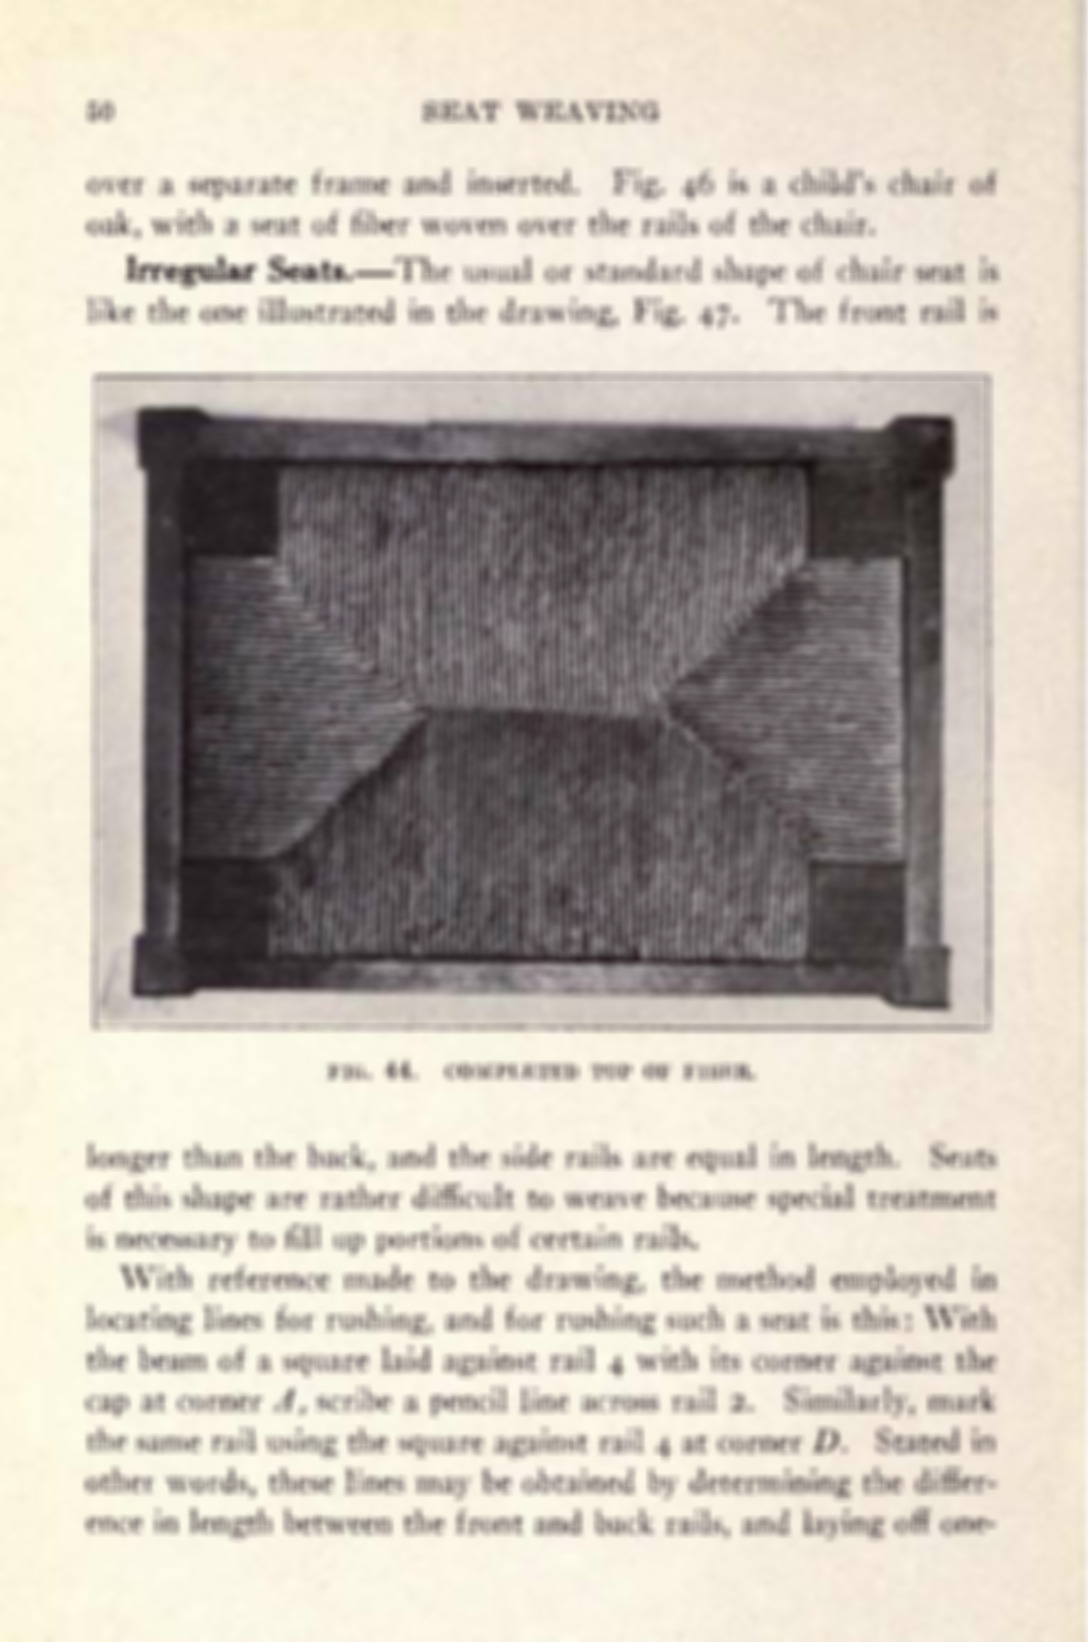 50 SEAT WEAVING
over a separate frame and inserted. Fig. 46 is a child's chair of
oak, with a seat of fiber woven over the rails of the chair.
Irregular Seats.—The usual or standard shape of chair seat is
like the one illustrated in the drawing, Fig. 47. The front rail is
FIG. 44. COMPLETED TOP OF FIBER.
longer than the back, and the side rails are equal in length. Seats
of this shape are rather difficult to weave because special treatment
is necessary to fill up portions of certain rails.
With reference made to the drawing, the method employed in
locating lines for rushing, and for rushing such a seat is this: With
the beam of a square laid against rail 4 with its corner against the
cap at corner A, scribe a pencil line across rail 2. Similarly, mark
the same rail using the square against rail 4 at corner D. Stated in
other words, these lines may be obtained by determining the differ-
ence in length between the front and back rails, and laying off one-